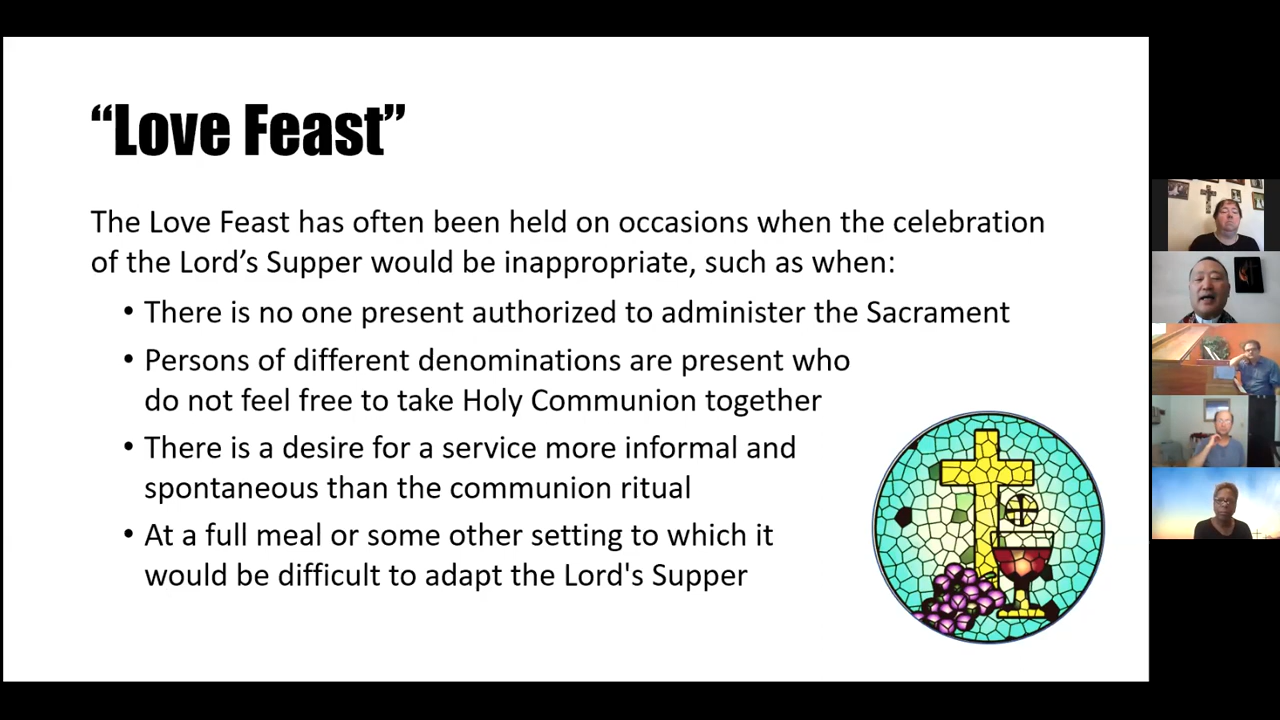 “Love Feast”
The Love Feast has often been held on occasions when the celebration
of the Lord’s Supper would be inappropriate, such as when:
• There is no one present authorized to administer the Sacrament
• Persons of different denominations are present who
do not feel free to take Holy Communion together
• There is a desire for a service more informal and
spontaneous than the communion ritual
• At a full meal or some other setting to which it
would be difficult to adapt the Lord's Supper